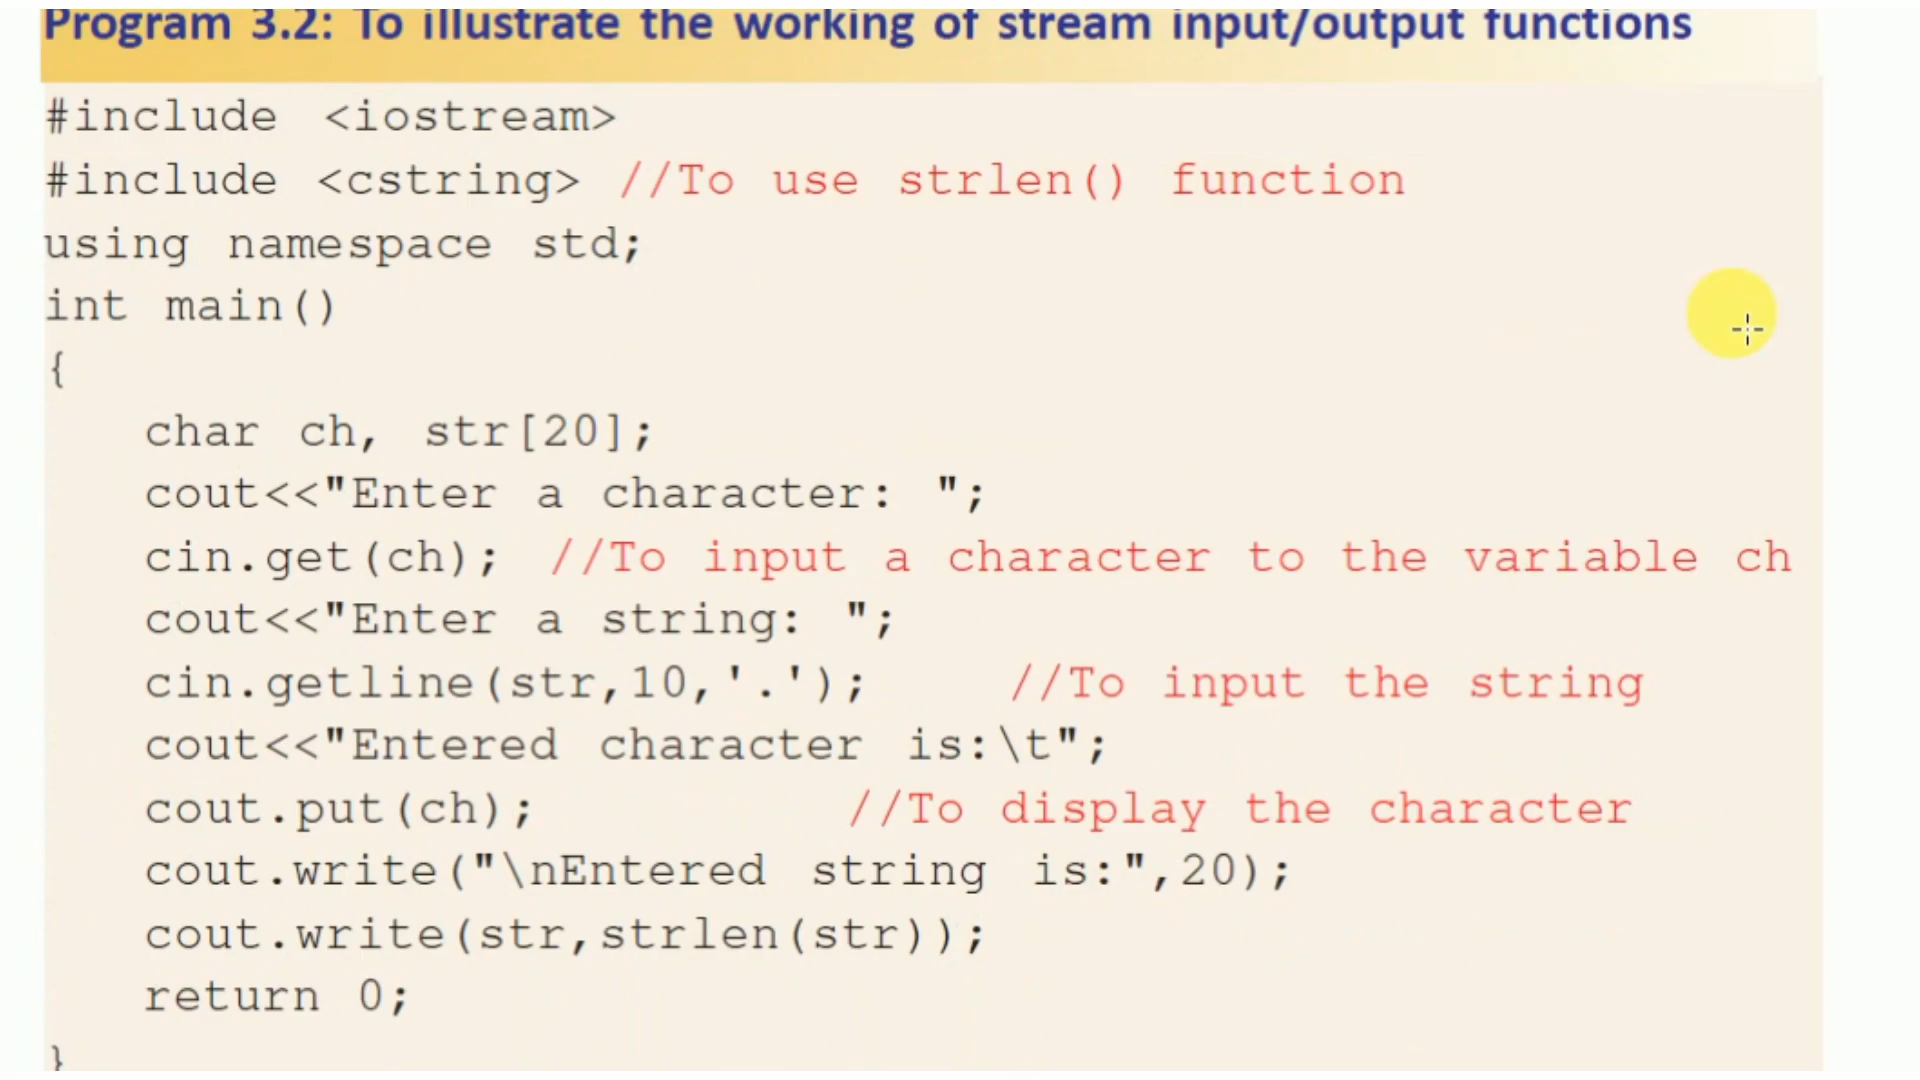 Program 3.2: To illustrate the working of stream input/output functions
#include <iostream>
#include <cstring> //To use strlen() function
using namespace std;
int main()
{
char ch, str[20];
cout<<"Enter a character: ";
cin.get(ch); //To input a character to the variable ch
cout<<"Enter a string: ";
cin.getline(str,10,'.'); //To input the string
cout<<"Entered character is:\t";
cout.put(ch); //To display the character
cout.write("\nEntered string is:",20);
cout.write(str,strlen(str));
return 0;
}